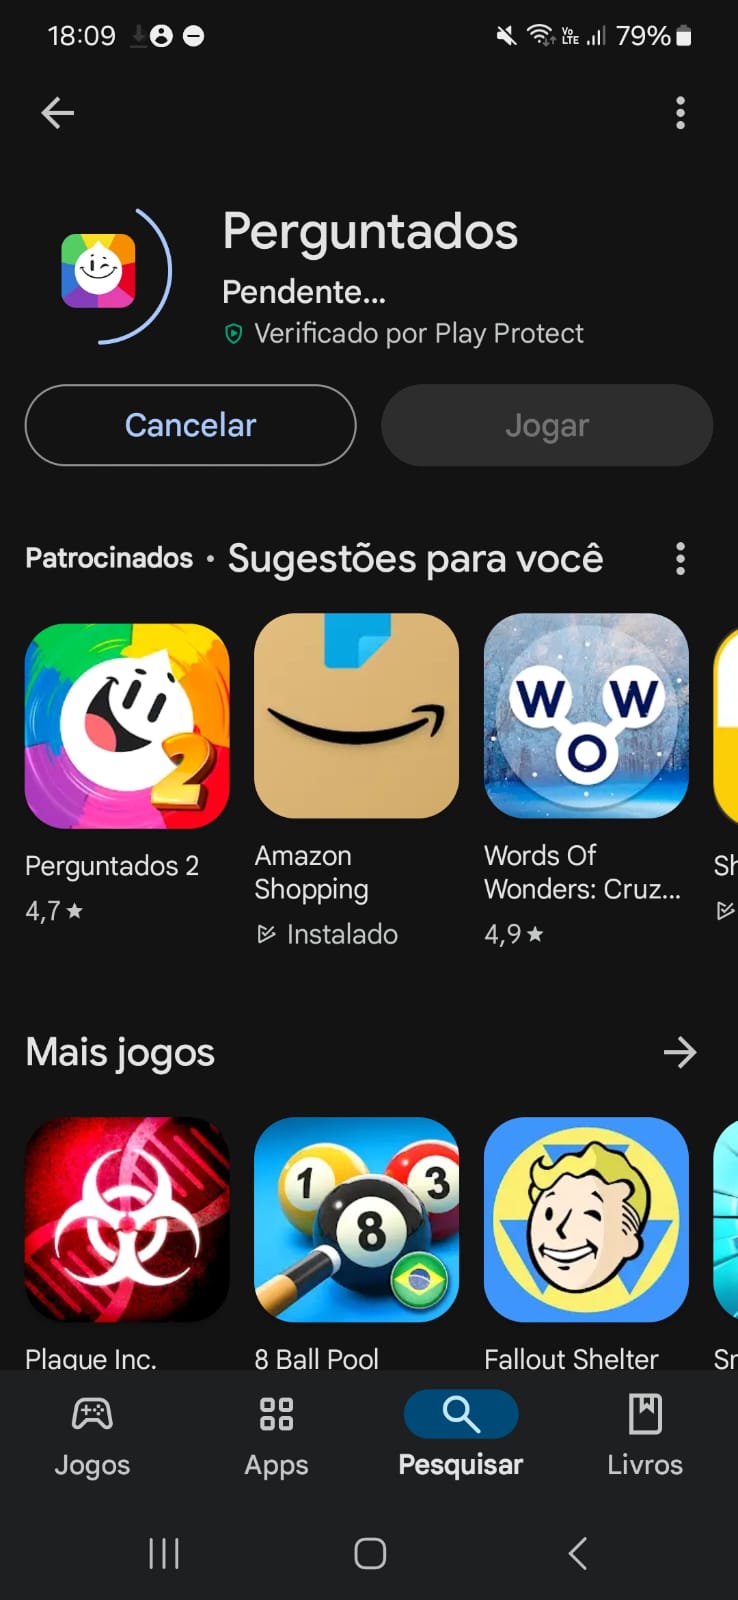 18:09
Vo
LTE
79%
Perguntados
Pendente...
Verificado por Play Protect
Cancelar
Jogar
Patrocinados • Sugestões para você
2
W W
O
Perguntados 2
Amazon
Shopping
Words Of
Wonders: Cruz...
Sh
4,7★
Instalado
4,9★
Mais jogos
1
3
8
Plague Inc.
8 Ball Pool
Fallout Shelter
Sn
Jogos
Apps
Pesquisar
Livros